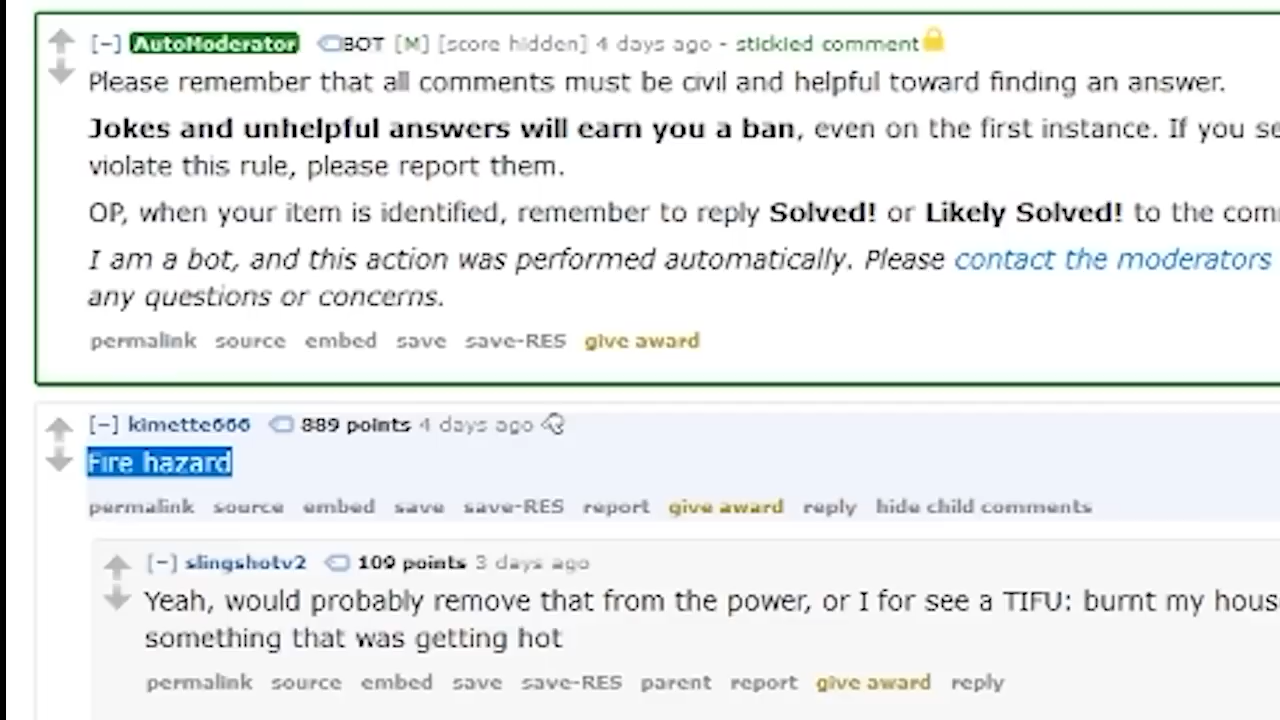 [–] AutoModerator BOT [M] [score hidden] 4 days ago - stickied comment
Please remember that all comments must be civil and helpful toward finding an answer.
Jokes and unhelpful answers will earn you a ban, even on the first instance. If you se
violate this rule, please report them.
OP, when your item is identified, remember to reply Solved! or Likely Solved! to the com
I am a bot, and this action was performed automatically. Please contact the moderators
any questions or concerns.
permalink source embed save save-RES give award
[–] kimette666 889 points 4 days ago
Fire hazard
permalink source embed save save-RES report give award reply hide child comments
[–] slingshotv2 109 points 3 days ago
Yeah, would probably remove that from the power, or I for see a TIFU: burnt my hous
something that was getting hot
permalink source embed save save-RES parent report give award reply